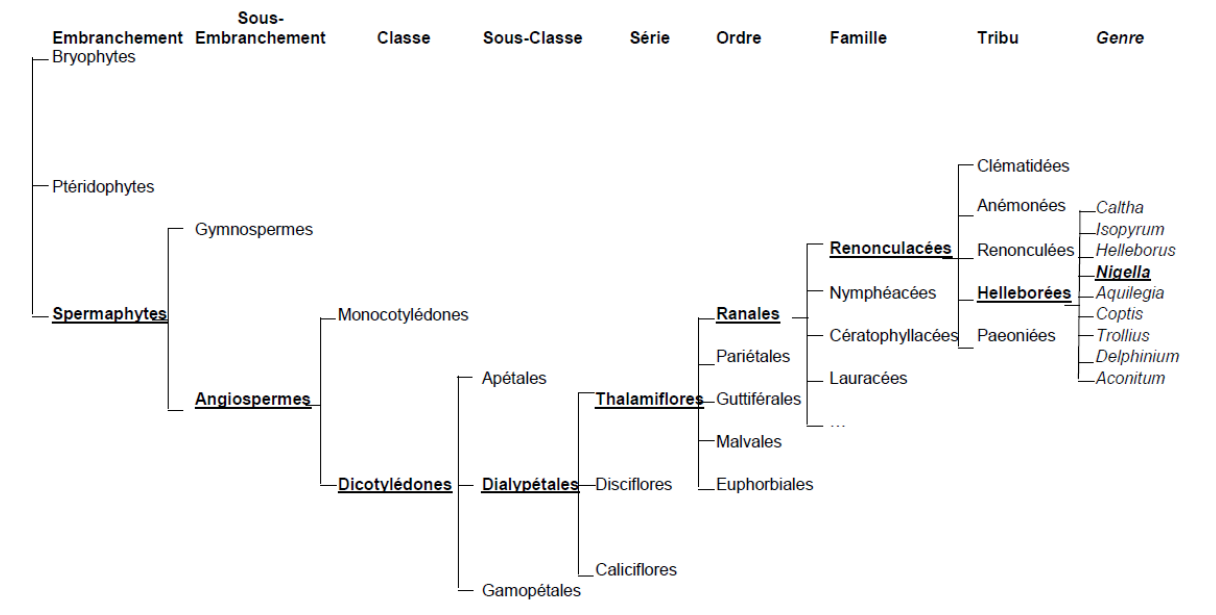 Sous-
Embranchement Embranchement Classe Sous-Classe Série Ordre Famille Tribu Genre
Bryophytes
Clématidées
Ptéridophytes
Anémonées Caltha
Gymnospermes Isopyrum
Renonculacées Renonculées Helleborus
Nigella
Nymphéacées Helleborées Aquilegia
Spermaphytes Monocotylédones Ranales Coptis
Cératophyllacées Paeoniées Trollius
Pariétales Delphinium
Apétales Lauracées Aconitum
Angiospermes Thalamiflores Guttiférales
...
Malvales
Dicotylédones Dialypétales Disciflores Euphorbiales
Caliciflores
Gamopétales